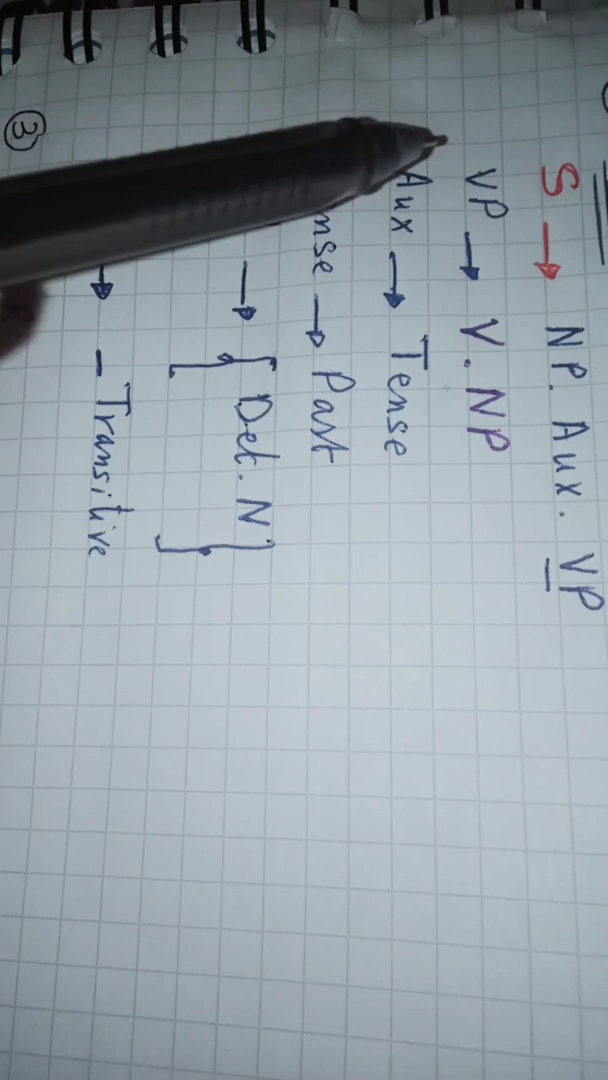 S → NP. Aux. VP
VP → V. NP
Aux → Tense
nse → Past
→ { [Det. N] }
→ - Transitive
③